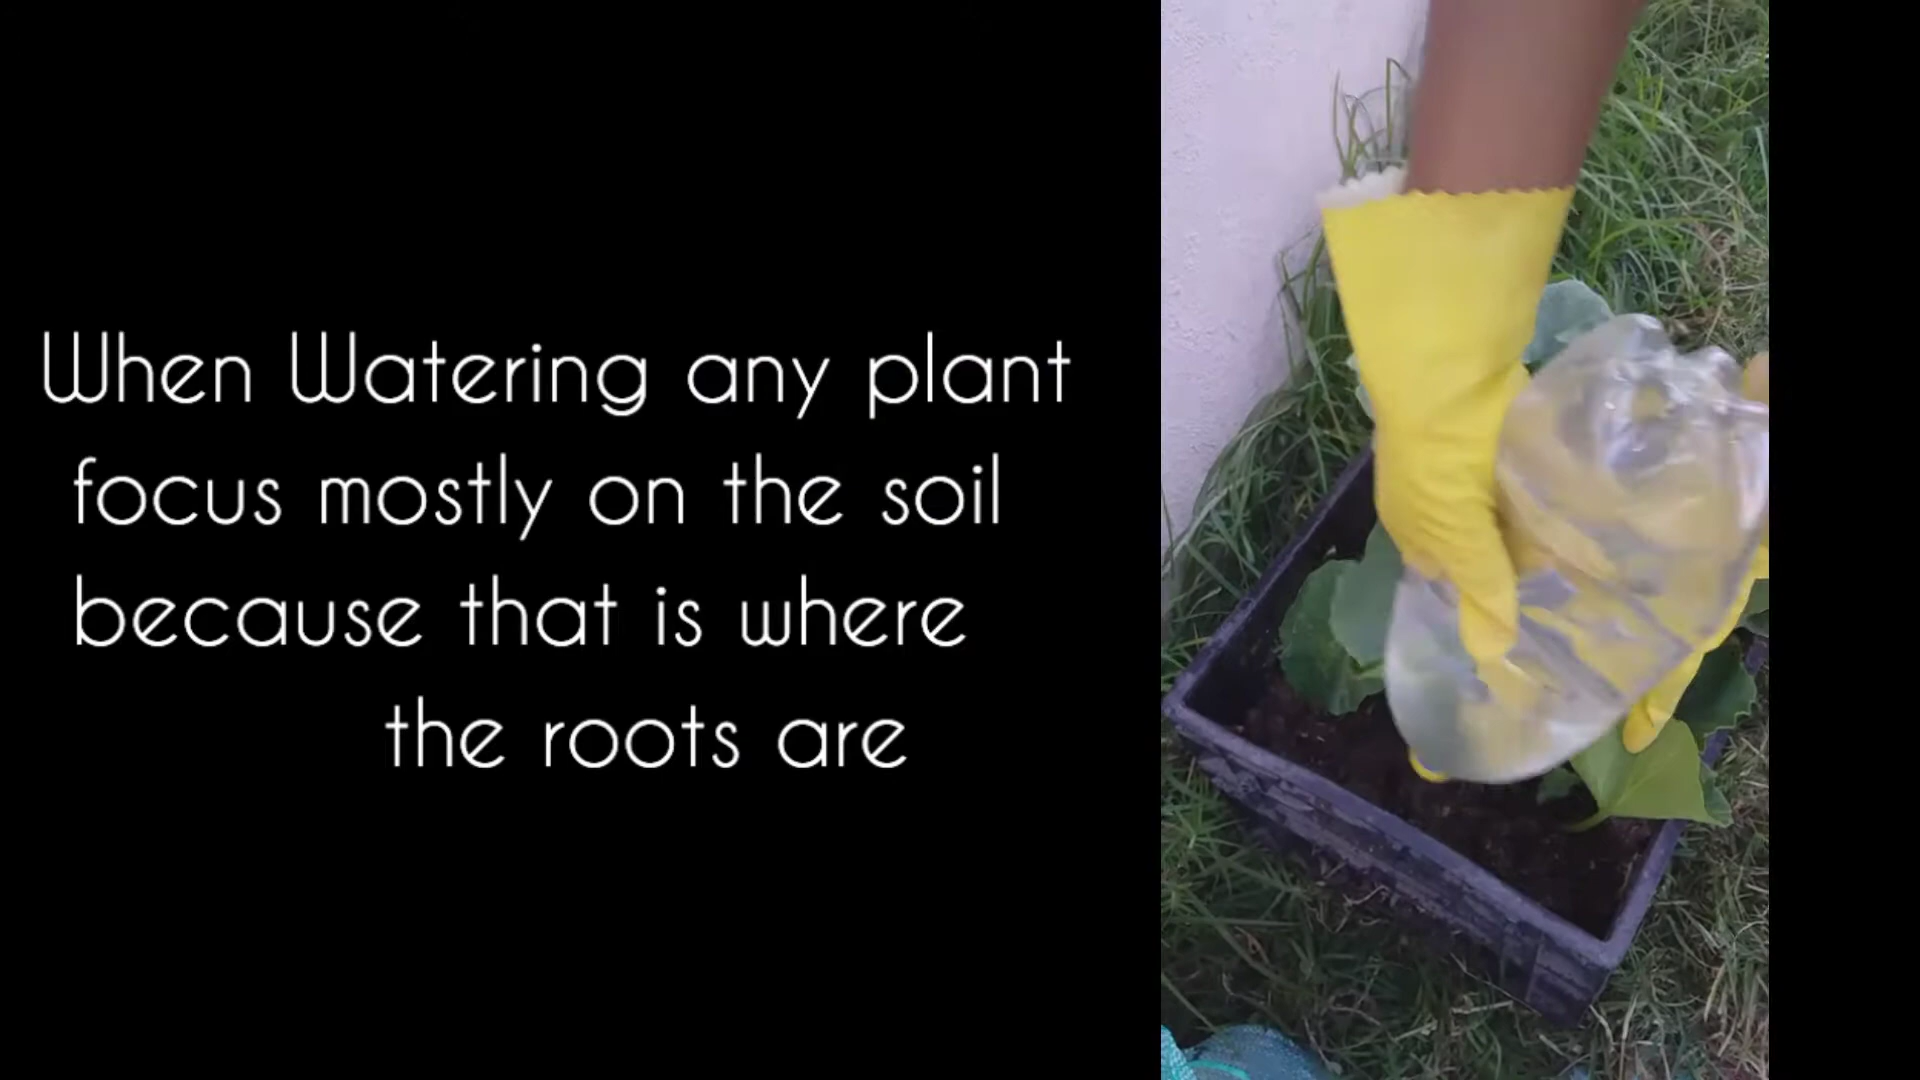 When Watering any plant
focus mostly on the soil
because that is where
the roots are